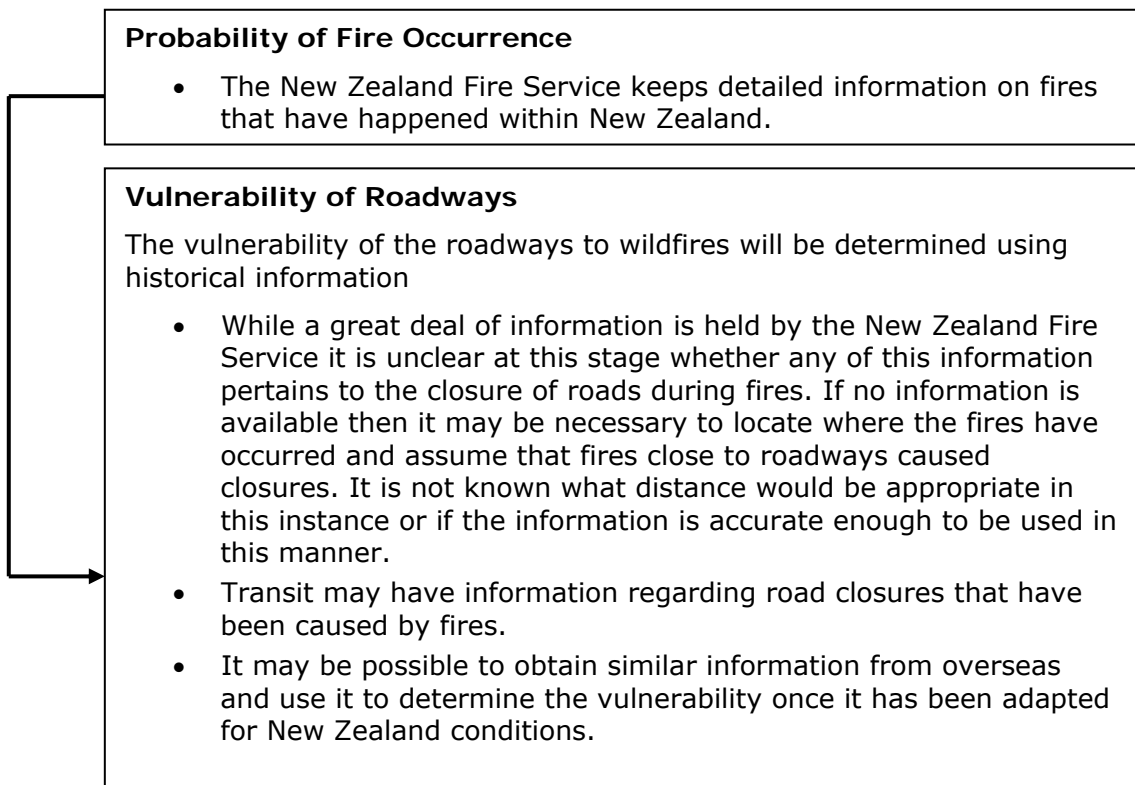 Probability of Fire Occurrence
• The New Zealand Fire Service keeps detailed information on fires
that have happened within New Zealand.
Vulnerability of Roadways
The vulnerability of the roadways to wildfires will be determined using
historical information
• While a great deal of information is held by the New Zealand Fire
Service it is unclear at this stage whether any of this information
pertains to the closure of roads during fires. If no information is
available then it may be necessary to locate where the fires have
occurred and assume that fires close to roadways caused
closures. It is not known what distance would be appropriate in
this instance or if the information is accurate enough to be used in
this manner.
• Transit may have information regarding road closures that have
been caused by fires.
• It may be possible to obtain similar information from overseas
and use it to determine the vulnerability once it has been adapted
for New Zealand conditions.